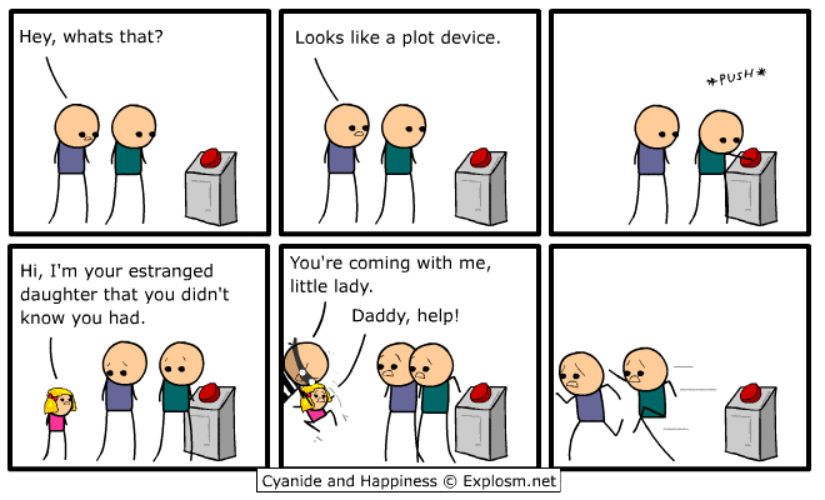 Hey, whats that?
Looks like a plot device.
*PUSH*
Hi, I'm your estranged
daughter that you didn't
know you had.
You're coming with me,
little lady.
Daddy, help!
Cyanide and Happiness © Explosm.net